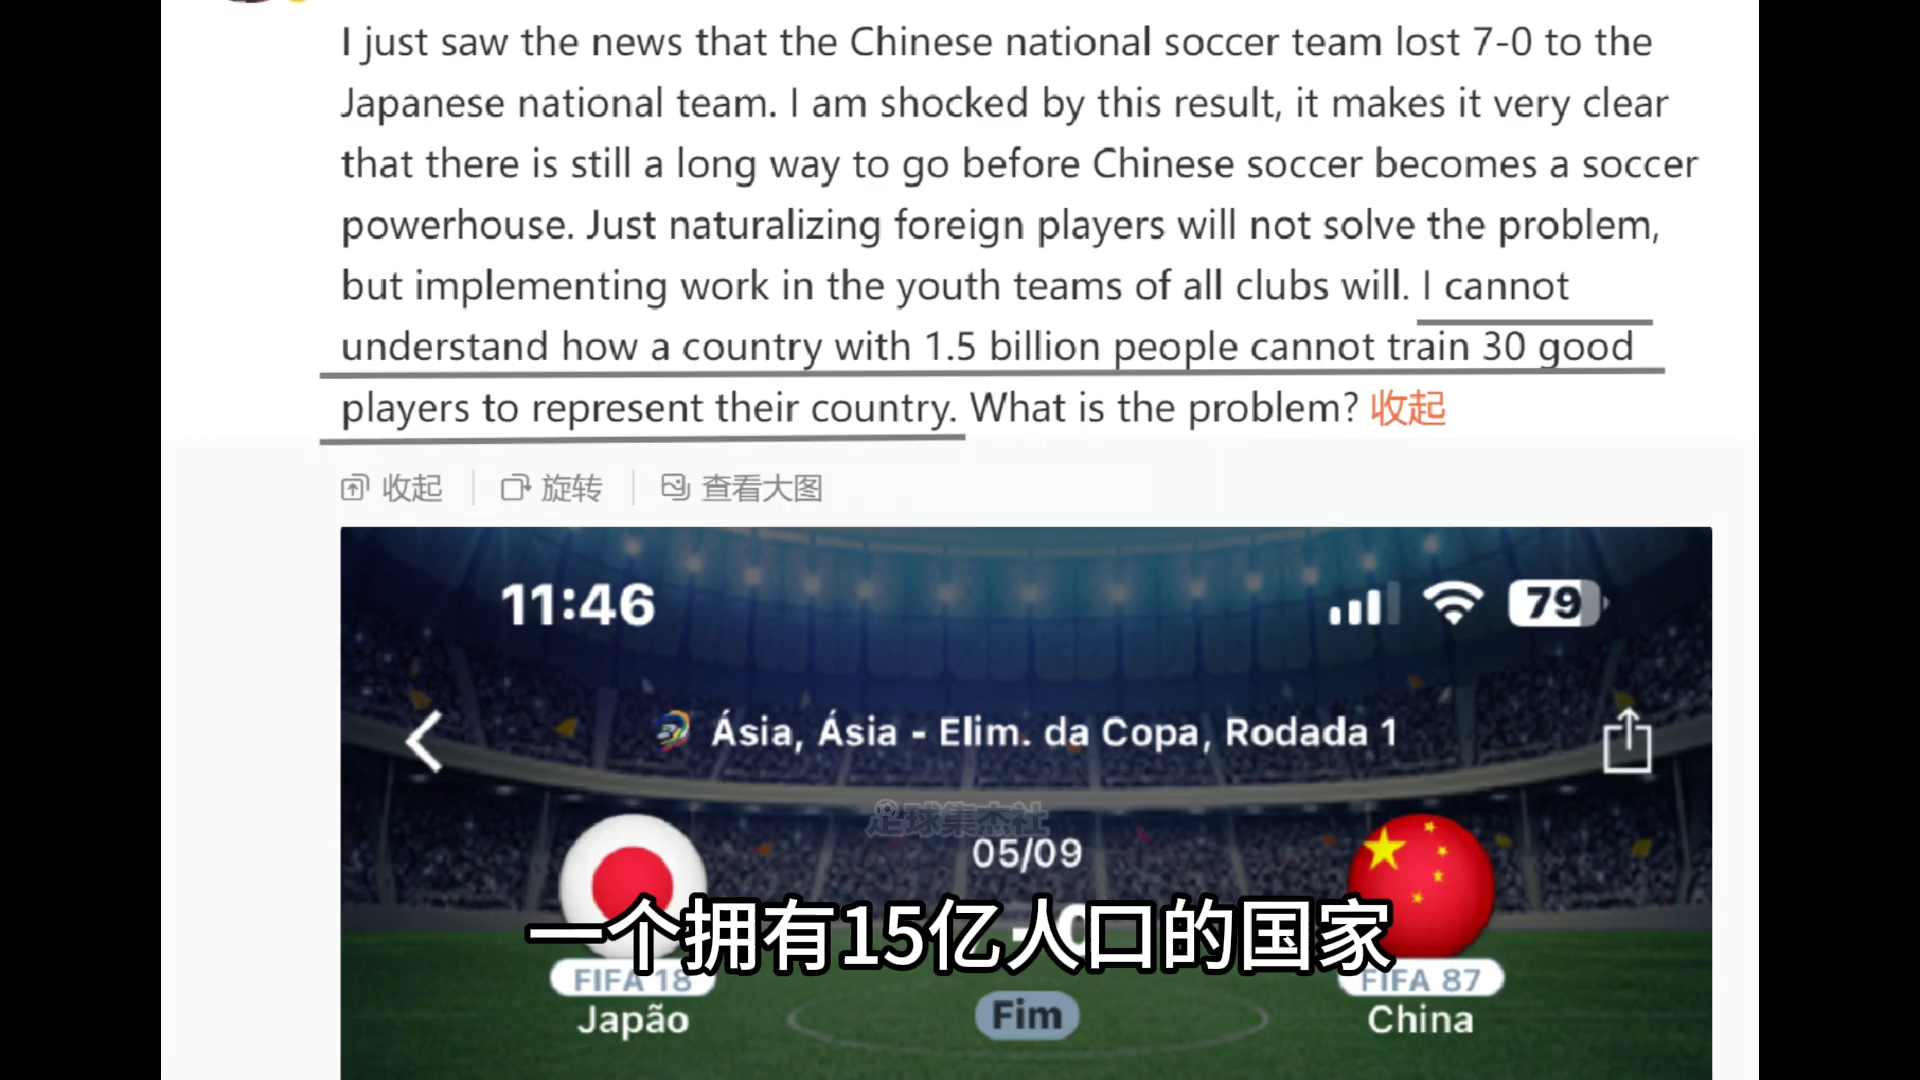 I just saw the news that the Chinese national soccer team lost 7-0 to the
Japanese national team. I am shocked by this result, it makes it very clear
that there is still a long way to go before Chinese soccer becomes a soccer
powerhouse. Just naturalizing foreign players will not solve the problem,
but implementing work in the youth teams of all clubs will. I cannot
understand how a country with 1.5 billion people cannot train 30 good
players to represent their country. What is the problem? 收起
收起 旋转 查看大图
11:46 79
Ásia, Ásia - Elim. da Copa, Rodada 1
足球集杰社
05/09
一个拥有15亿人口的国家
FIFA 18 FIFA 87
Japão Fim China